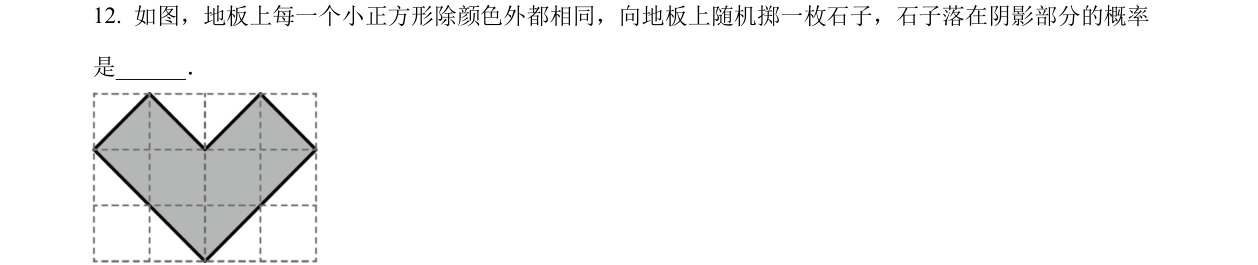 12. 如图，地板上每一个小正方形除颜色外都相同，向地板上随机掷一枚石子，石子落在阴影部分的概率
是______．